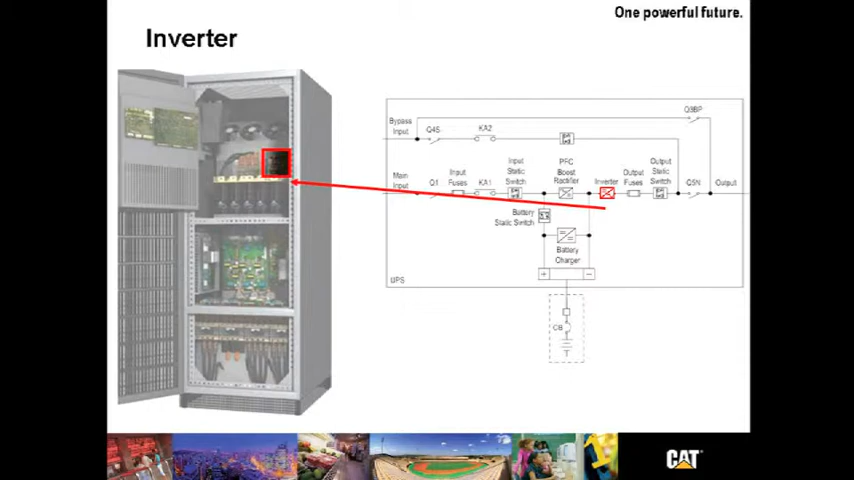 One powerful future.
Inverter
Q3BP
Bypass
Input
Q4S
KA2
Main
Input
Q1
Input
Fuses
KA1
Input
Static
Switch
PFC
Boost
Rectifier
Inverter
Output
Fuses
Output
Static
Switch
Q5N
Output
Battery
Static Switch
Battery
Charger
+
−
UPS
CB
CAT